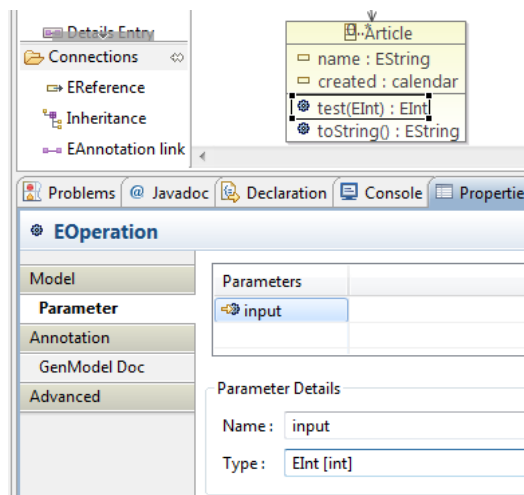 Details Entry
Connections
EReference
Inheritance
EAnnotation link
Article
name : EString
created : calendar
test(EInt) : EInt
toString() : EString
Problems @ Javadoc Declaration Console Propertie
EOperation
Model
Parameter
Annotation
GenModel Doc
Advanced
Parameters
input
Parameter Details
Name : input
Type : EInt [int]